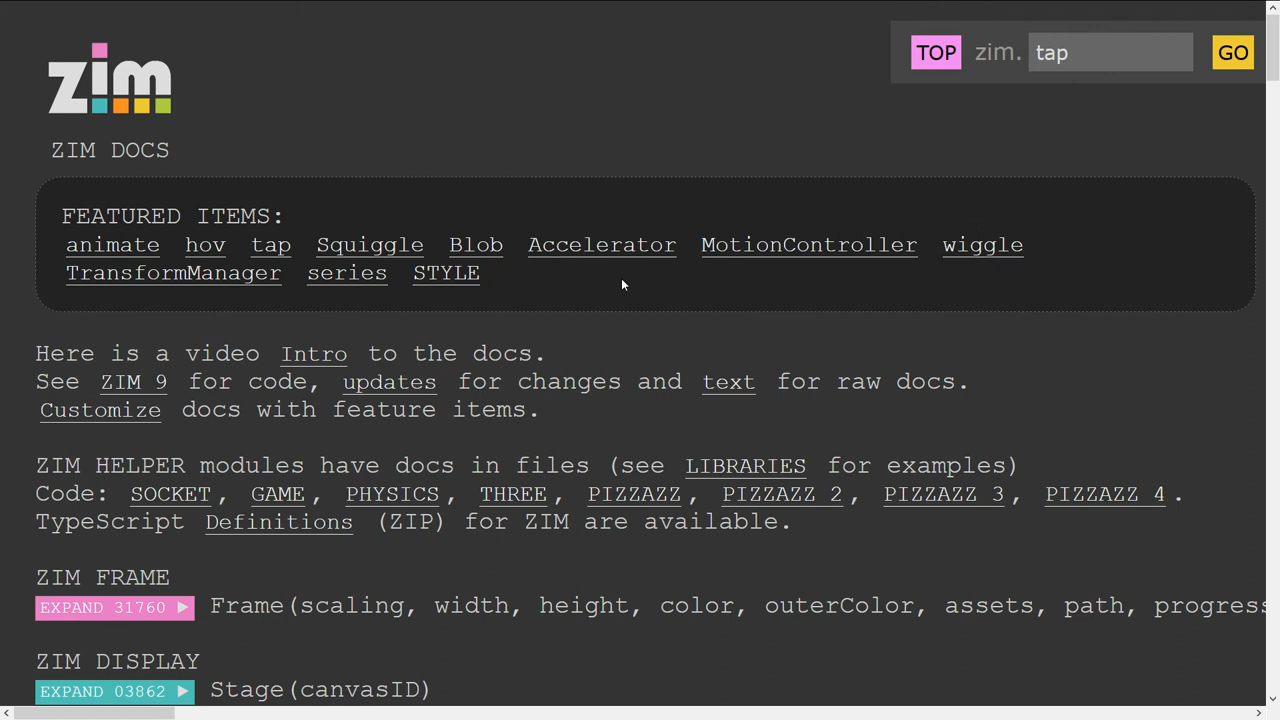 TOP zim. tap GO
zim
ZIM DOCS
FEATURED ITEMS:
animate hov tap Squiggle Blob Accelerator MotionController wiggle
TransformManager series STYLE
Here is a video Intro to the docs.
See ZIM 9 for code, updates for changes and text for raw docs.
Customize docs with feature items.
ZIM HELPER modules have docs in files (see LIBRARIES for examples)
Code: SOCKET, GAME, PHYSICS, THREE, PIZZAZZ, PIZZAZZ 2, PIZZAZZ 3, PIZZAZZ 4.
TypeScript Definitions (ZIP) for ZIM are available.
ZIM FRAME
EXPAND 31760 ▶ Frame(scaling, width, height, color, outerColor, assets, path, progress
ZIM DISPLAY
EXPAND 03862 ▶ Stage(canvasID)